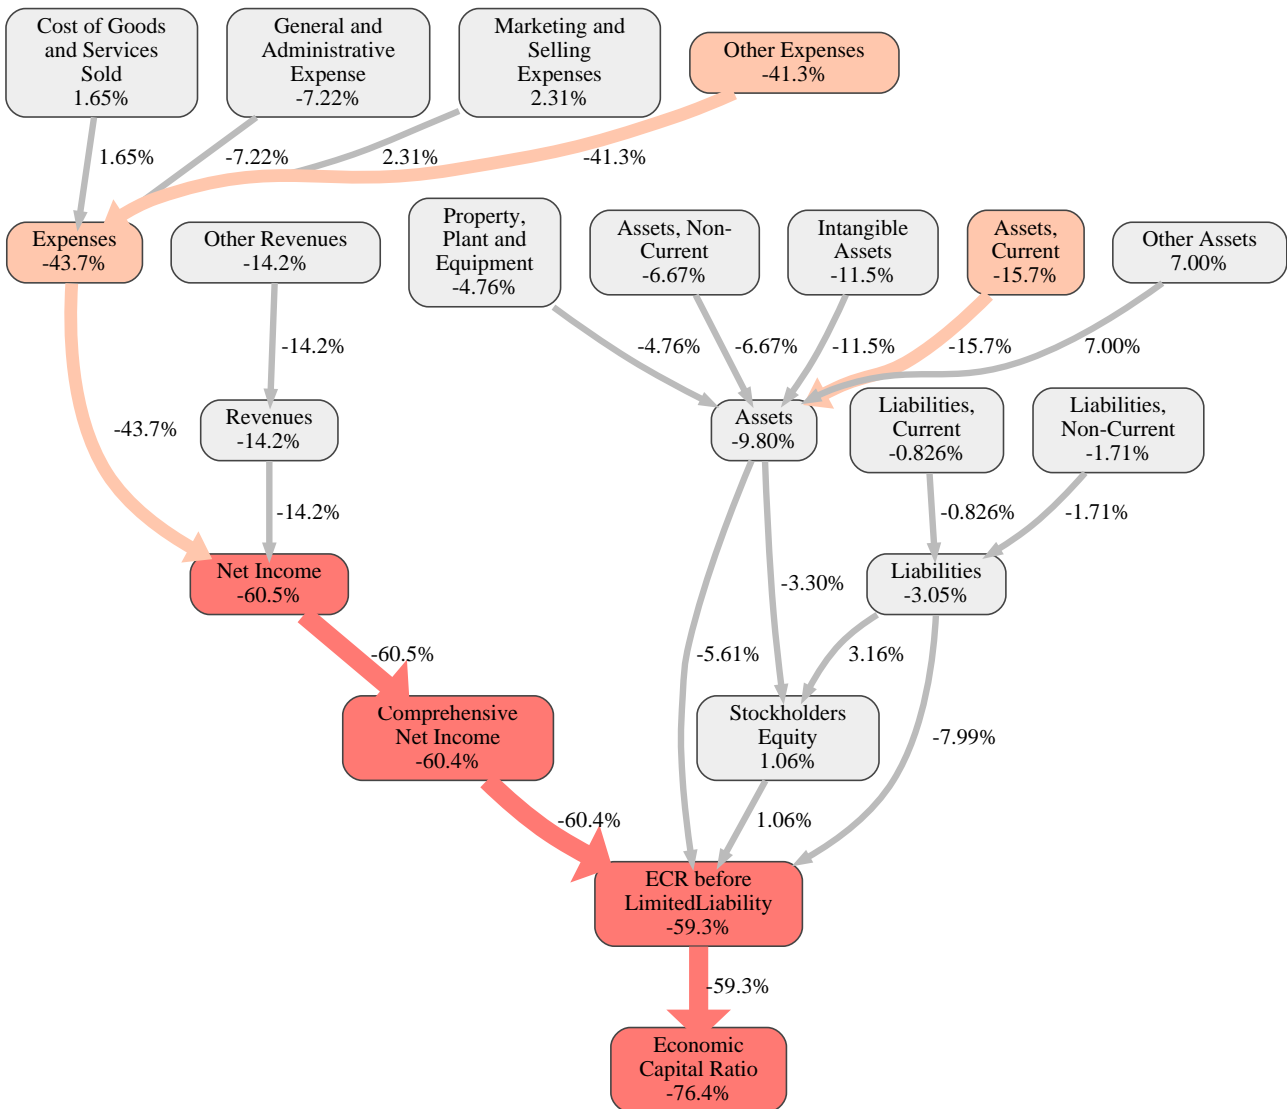 Cost of Goods
and Services
Sold
1.65%
General and
Administrative
Expense
-7.22%
Marketing and
Selling
Expenses
2.31%
Other Expenses
-41.3%
1.65%
-7.22%
2.31%
-41.3%
Expenses
-43.7%
Other Revenues
-14.2%
Property,
Plant and
Equipment
-4.76%
Assets, Non-
Current
-6.67%
Intangible
Assets
-11.5%
Assets,
Current
-15.7%
Other Assets
7.00%
-14.2%
-4.76%
-6.67%
-11.5%
-15.7%
7.00%
-43.7%
Revenues
-14.2%
Assets
-9.80%
Liabilities,
Current
-0.826%
Liabilities,
Non-Current
-1.71%
-14.2%
-0.826%
-1.71%
Net Income
-60.5%
-3.30%
Liabilities
-3.05%
-60.5%
-5.61%
3.16%
Comprehensive
Net Income
-60.4%
Stockholders
Equity
1.06%
-7.99%
-60.4%
1.06%
ECR before
LimitedLiability
-59.3%
-59.3%
Economic
Capital Ratio
-76.4%